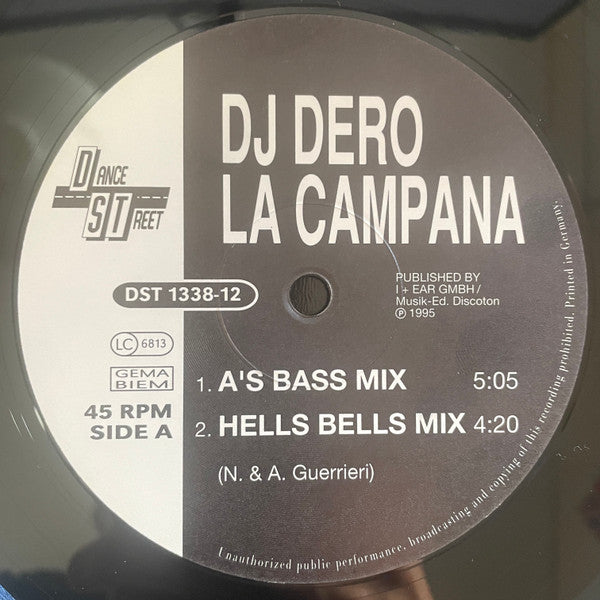 DJ DERO
LA CAMPANA
DANCE
STREET
DST 1338-12
PUBLISHED BY
I + EAR GMBH /
Musik-Ed. Discoton
℗ 1995
LC 6813
GEMA
BIEM
45 RPM
SIDE A
1. A'S BASS MIX 5:05
2. HELLS BELLS MIX 4:20
(N. & A. Guerrieri)
Unauthorized public performance, broadcasting and copying of this recording prohibited. Printed in Germany.